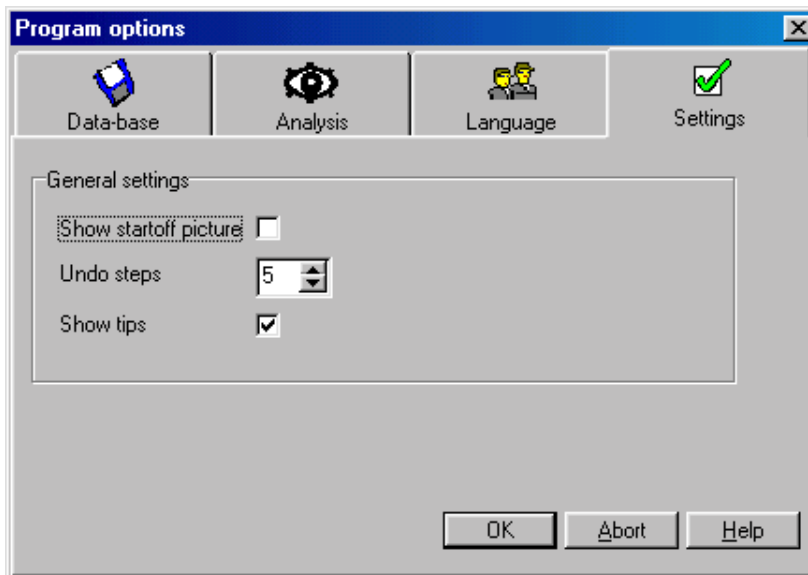 Program options
Data-base
Analysis
Language
Settings
General settings
Show startoff picture
Undo steps
5
Show tips
OK
Abort
Help